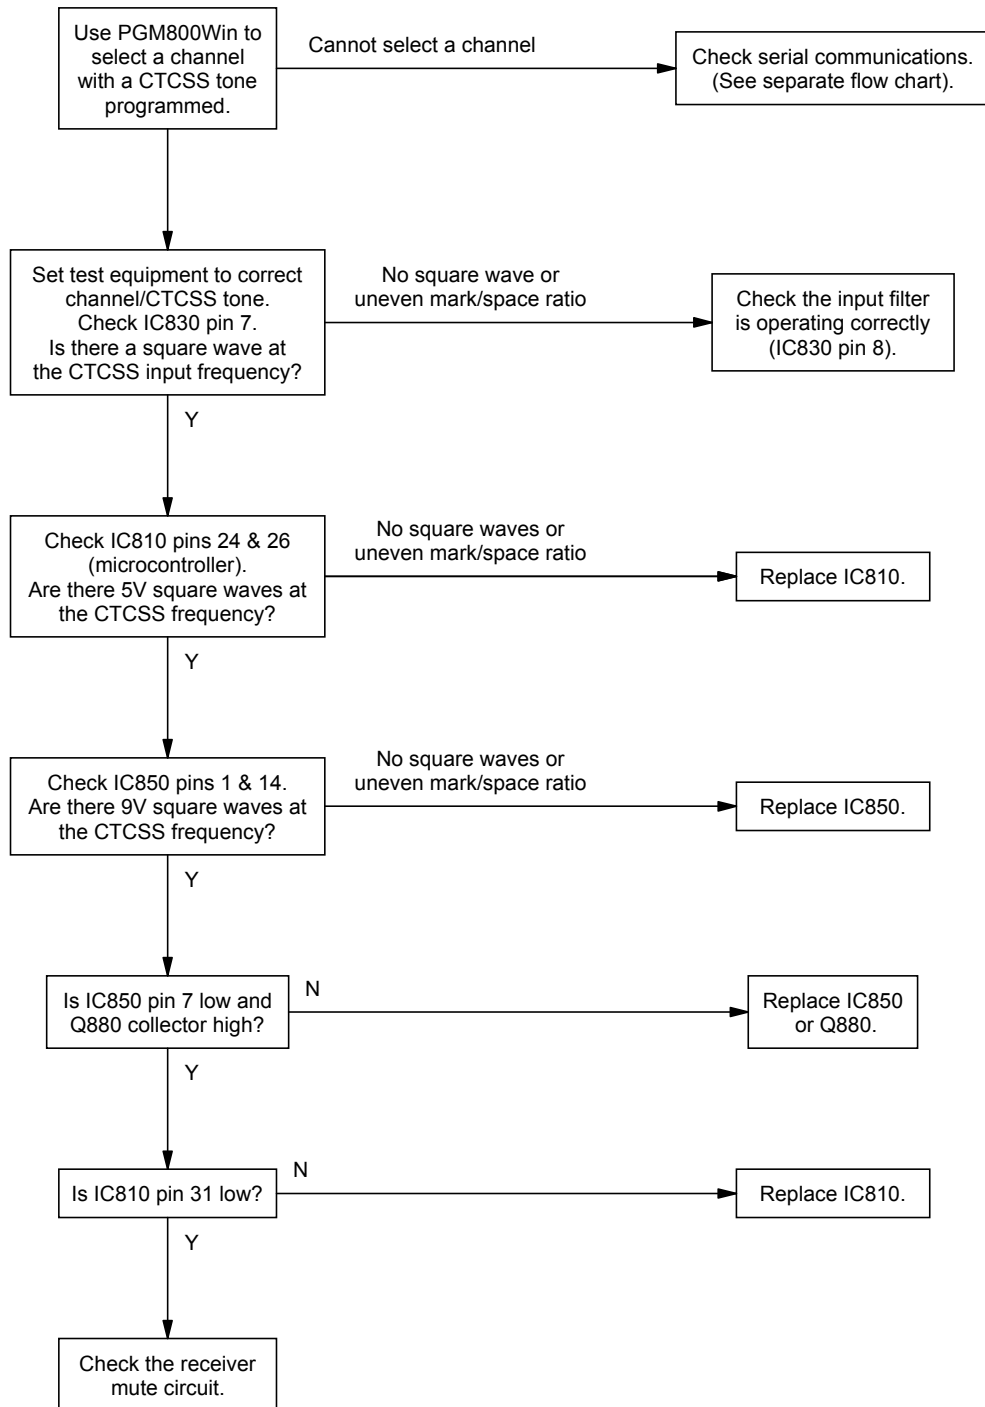 Use PGM800Win to
select a channel
with a CTCSS tone
programmed.
Cannot select a channel
Check serial communications.
(See separate flow chart).
Set test equipment to correct
channel/CTCSS tone.
Check IC830 pin 7.
Is there a square wave at
the CTCSS input frequency?
No square wave or
uneven mark/space ratio
Check the input filter
is operating correctly
(IC830 pin 8).
Y
Check IC810 pins 24 & 26
(microcontroller).
Are there 5V square waves at
the CTCSS frequency?
No square waves or
uneven mark/space ratio
Replace IC810.
Y
Check IC850 pins 1 & 14.
Are there 9V square waves at
the CTCSS frequency?
No square waves or
uneven mark/space ratio
Replace IC850.
Y
Is IC850 pin 7 low and
Q880 collector high?
N
Replace IC850
or Q880.
Y
Is IC810 pin 31 low?
N
Replace IC810.
Y
Check the receiver
mute circuit.